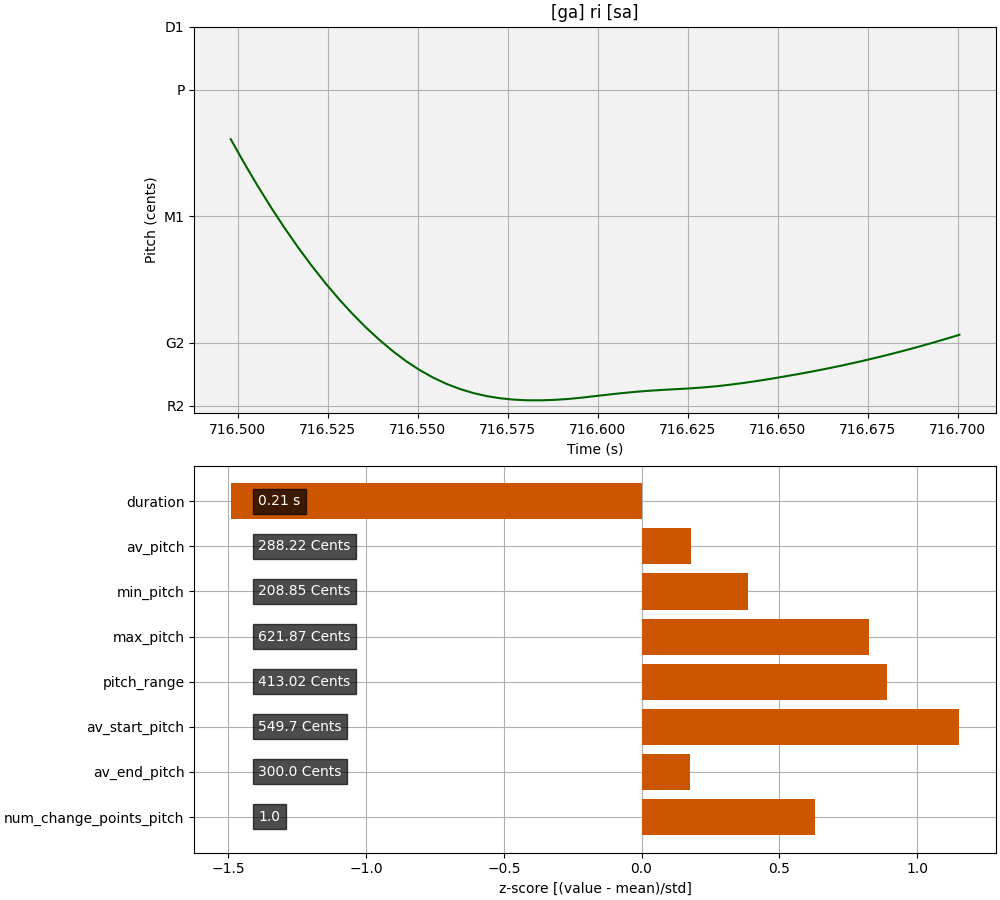 [ga] ri [sa]
D1
P
M1
G2
R2
Pitch (cents)
716.500 716.525 716.550 716.575 716.600 716.625 716.650 716.675 716.700
Time (s)
duration 0.21 s
av_pitch 288.22 Cents
min_pitch 208.85 Cents
max_pitch 621.87 Cents
pitch_range 413.02 Cents
av_start_pitch 549.7 Cents
av_end_pitch 300.0 Cents
num_change_points_pitch 1.0
−1.5 −1.0 −0.5 0.0 0.5 1.0
z-score [(value - mean)/std]